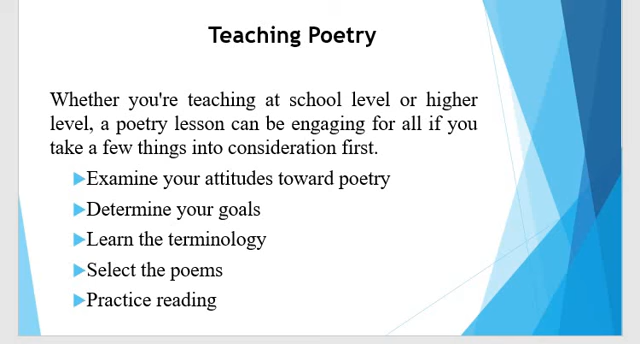 Teaching Poetry
Whether you're teaching at school level or higher
level, a poetry lesson can be engaging for all if you
take a few things into consideration first.
Examine your attitudes toward poetry
Determine your goals
Learn the terminology
Select the poems
Practice reading